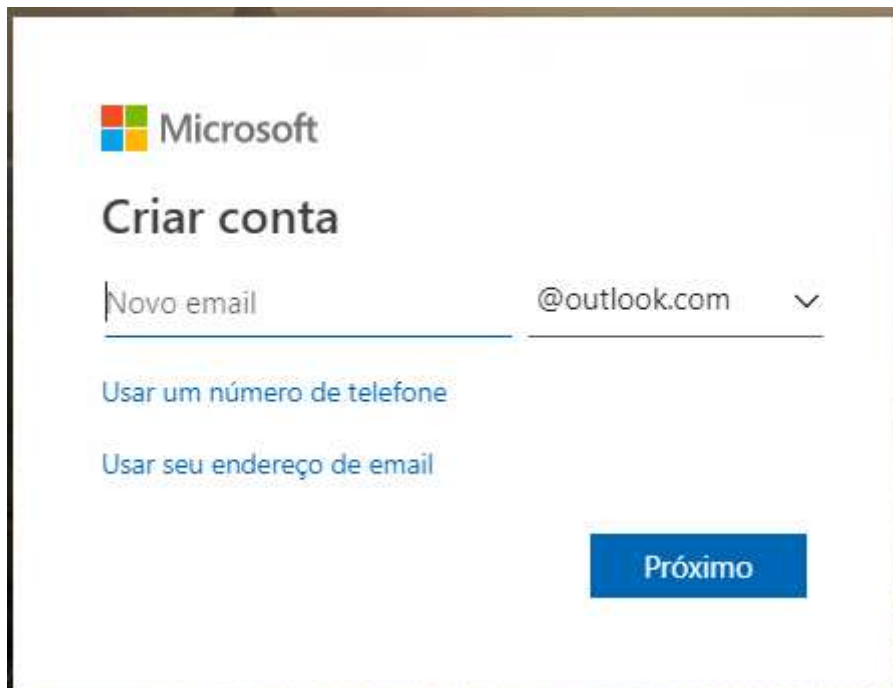 Microsoft
Criar conta
Novo email @outlook.com
Usar um número de telefone
Usar seu endereço de email
Próximo